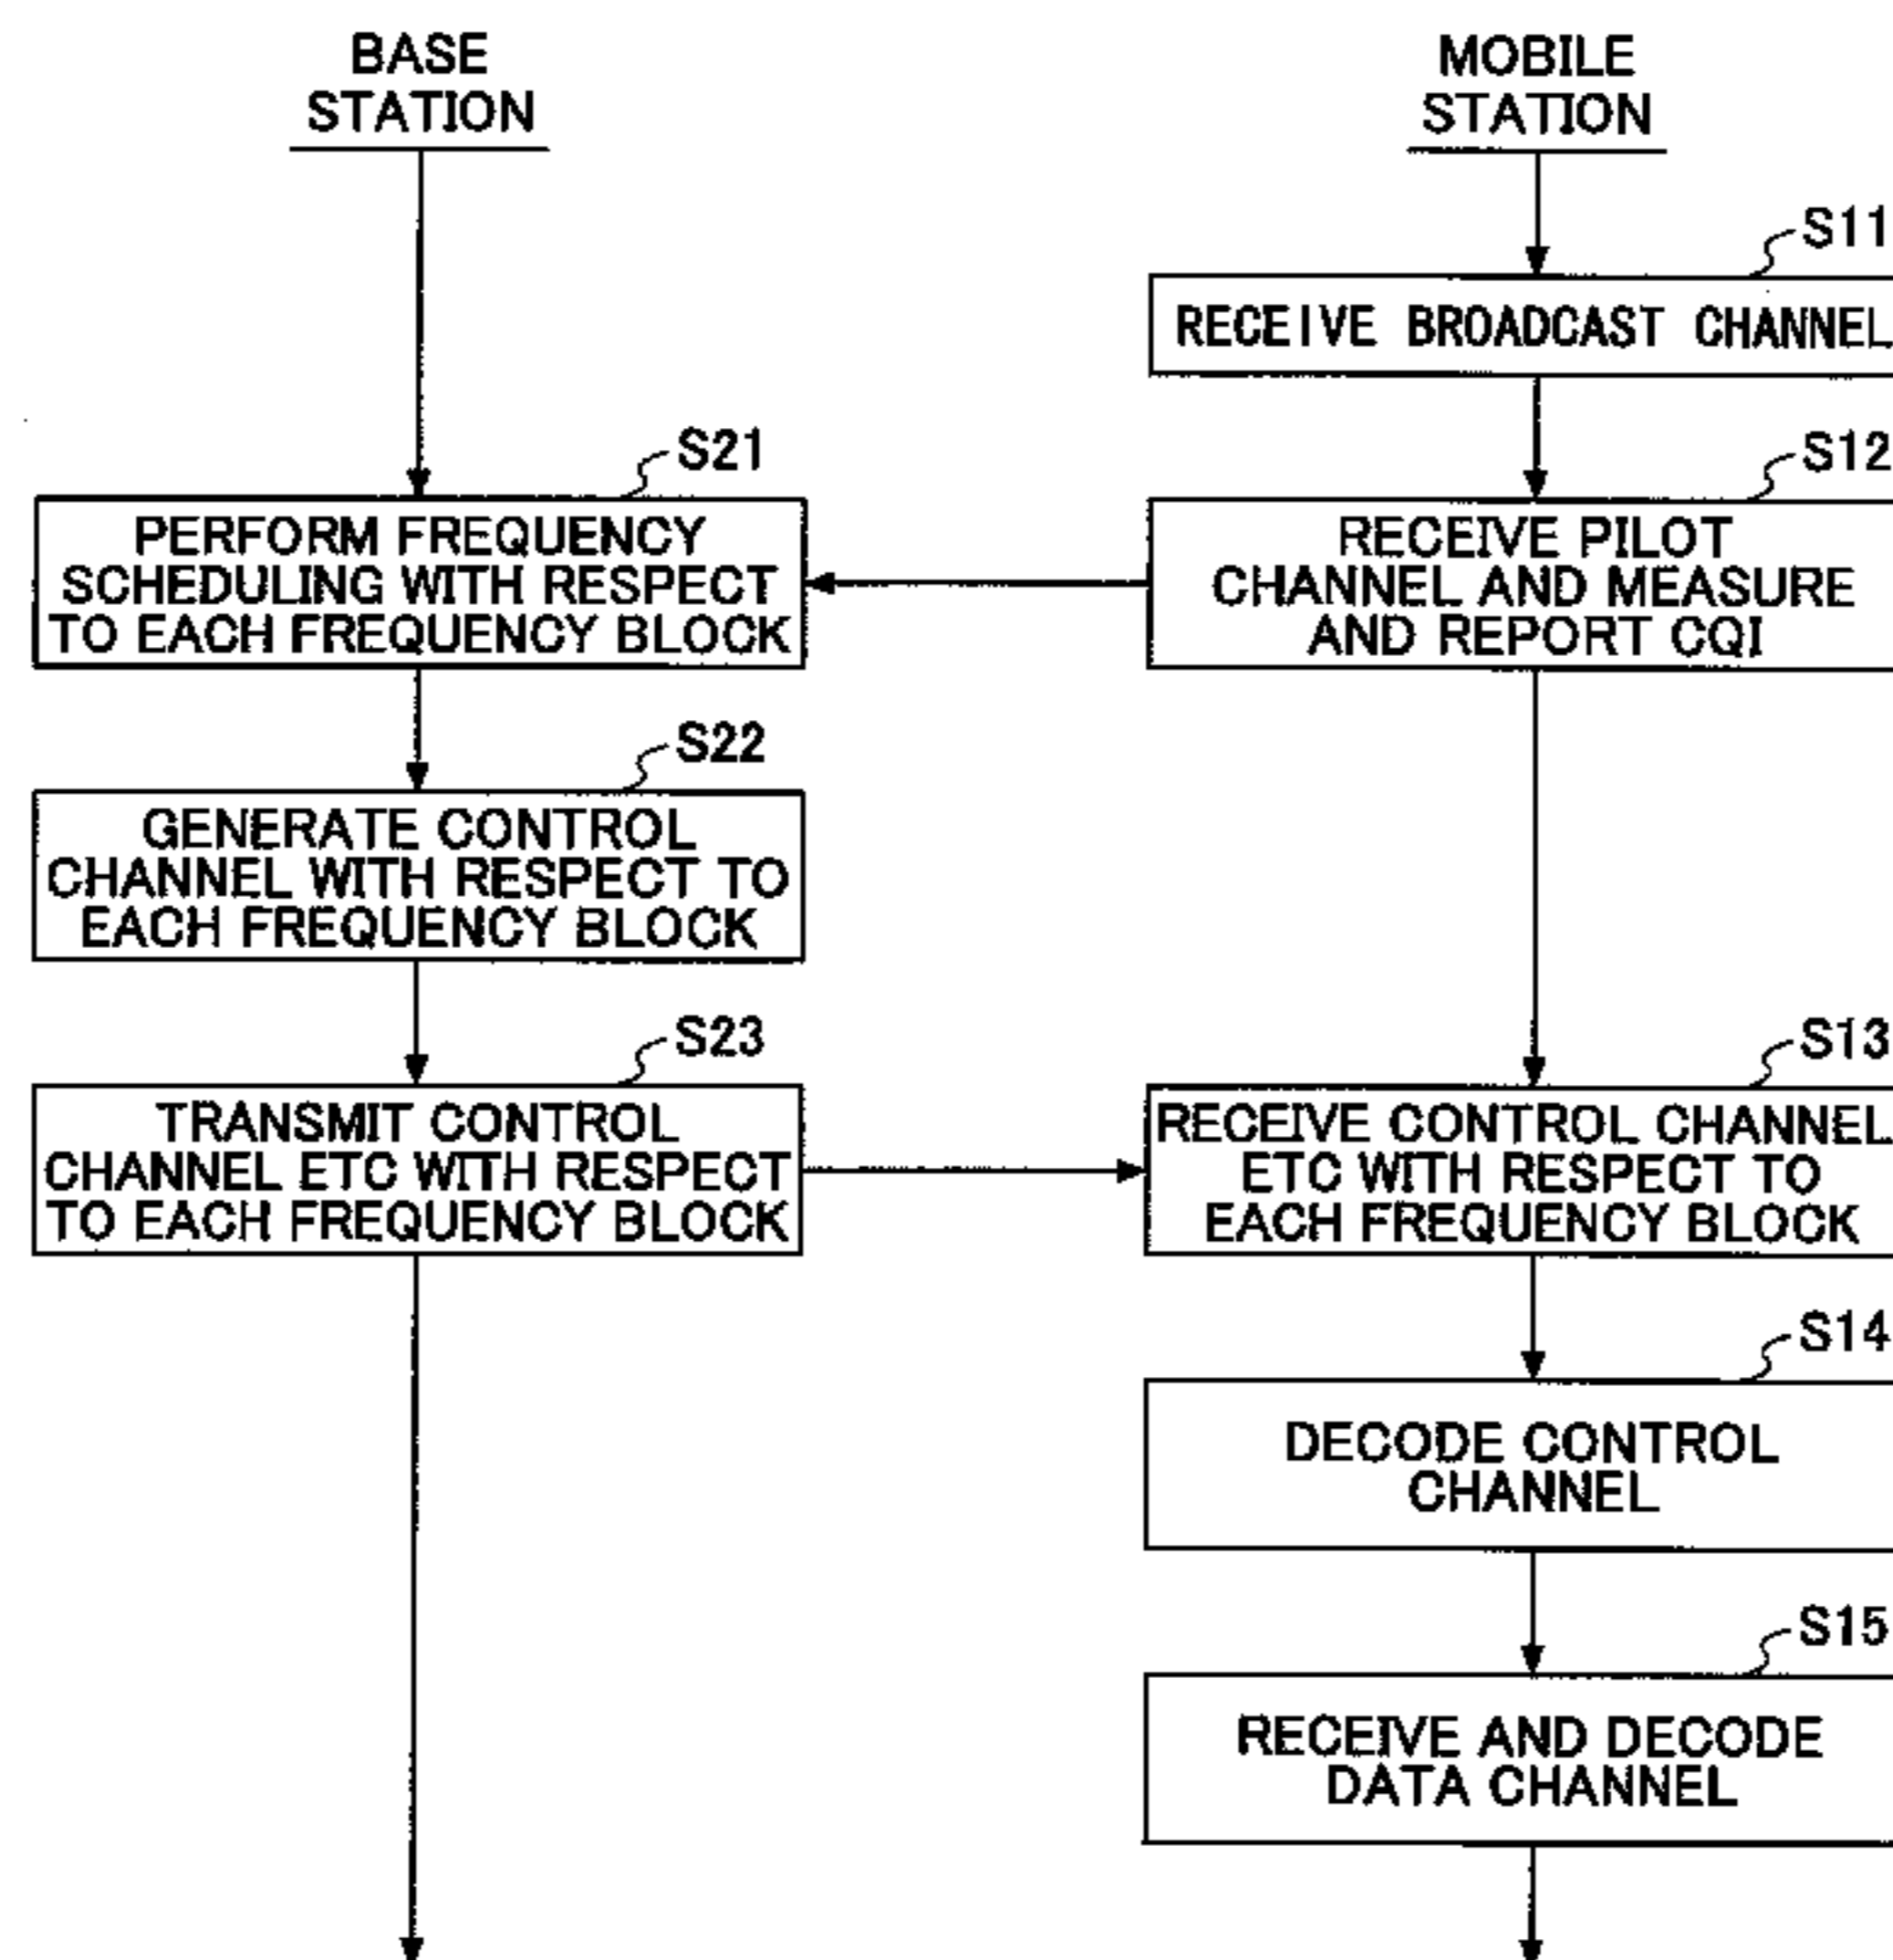 BASE
STATION
MOBILE
STATION
S11
RECEIVE BROADCAST CHANNEL
S21
PERFORM FREQUENCY
SCHEDULING WITH RESPECT
TO EACH FREQUENCY BLOCK
S12
RECEIVE PILOT
CHANNEL AND MEASURE
AND REPORT CQI
S22
GENERATE CONTROL
CHANNEL WITH RESPECT TO
EACH FREQUENCY BLOCK
S23
TRANSMIT CONTROL
CHANNEL ETC WITH RESPECT
TO EACH FREQUENCY BLOCK
S13
RECEIVE CONTROL CHANNEL
ETC WITH RESPECT TO
EACH FREQUENCY BLOCK
S14
DECODE CONTROL
CHANNEL
S15
RECEIVE AND DECODE
DATA CHANNEL